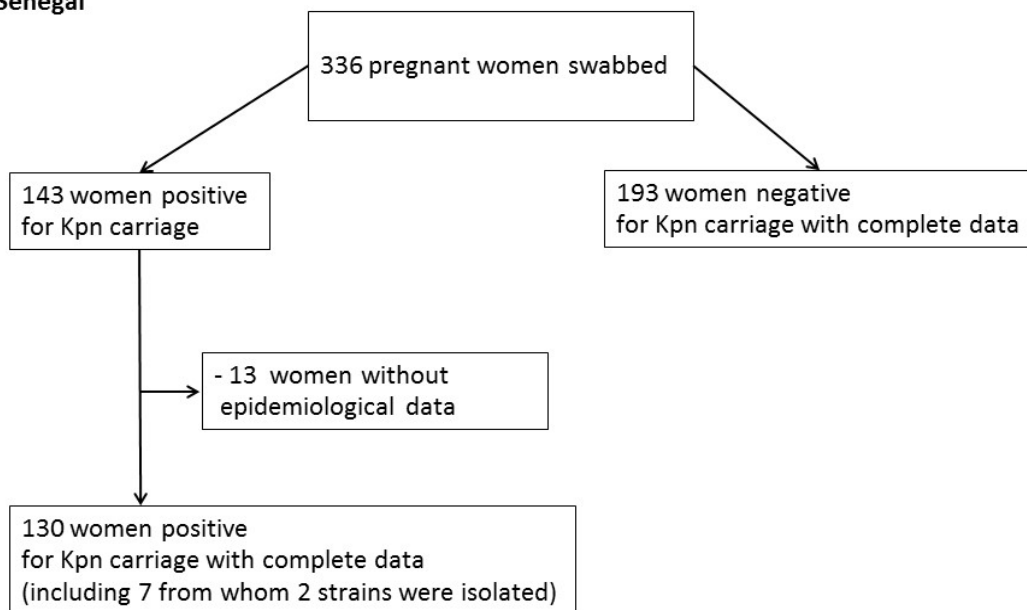 Senegal
336 pregnant women swabbed
143 women positive
for Kpn carriage
193 women negative
for Kpn carriage with complete data
- 13 women without
epidemiological data
130 women positive
for Kpn carriage with complete data
(including 7 from whom 2 strains were isolated)